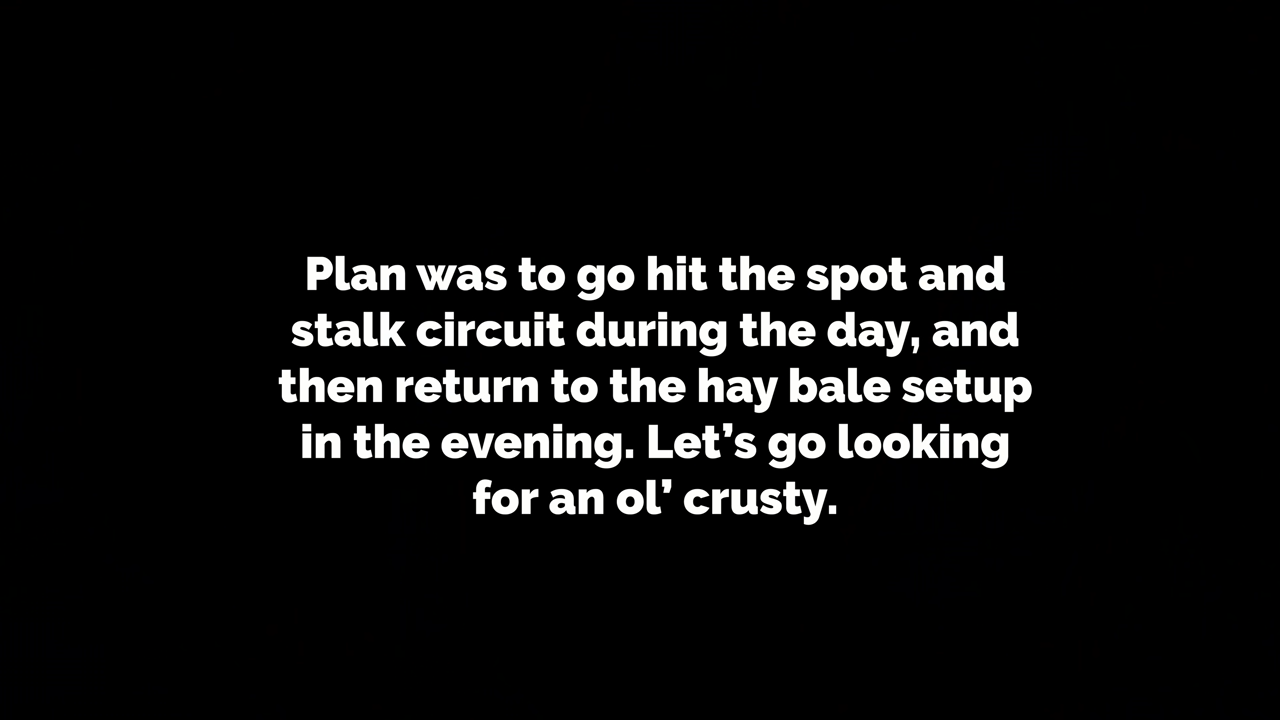 Plan was to go hit the spot and
stalk circuit during the day, and
then return to the hay bale setup
in the evening. Let’s go looking
for an ol’ crusty.